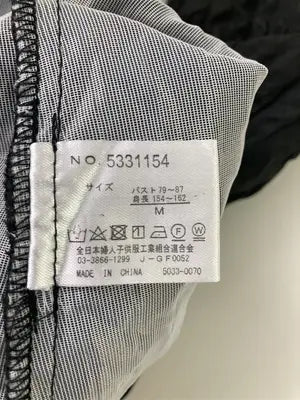 NO. 5331154
サイズ バスト79～87
身長154～162
M
全日本婦人子供服工業組合連合会
03-3866-1299 J-GF0052
MADE IN CHINA 5033-0070